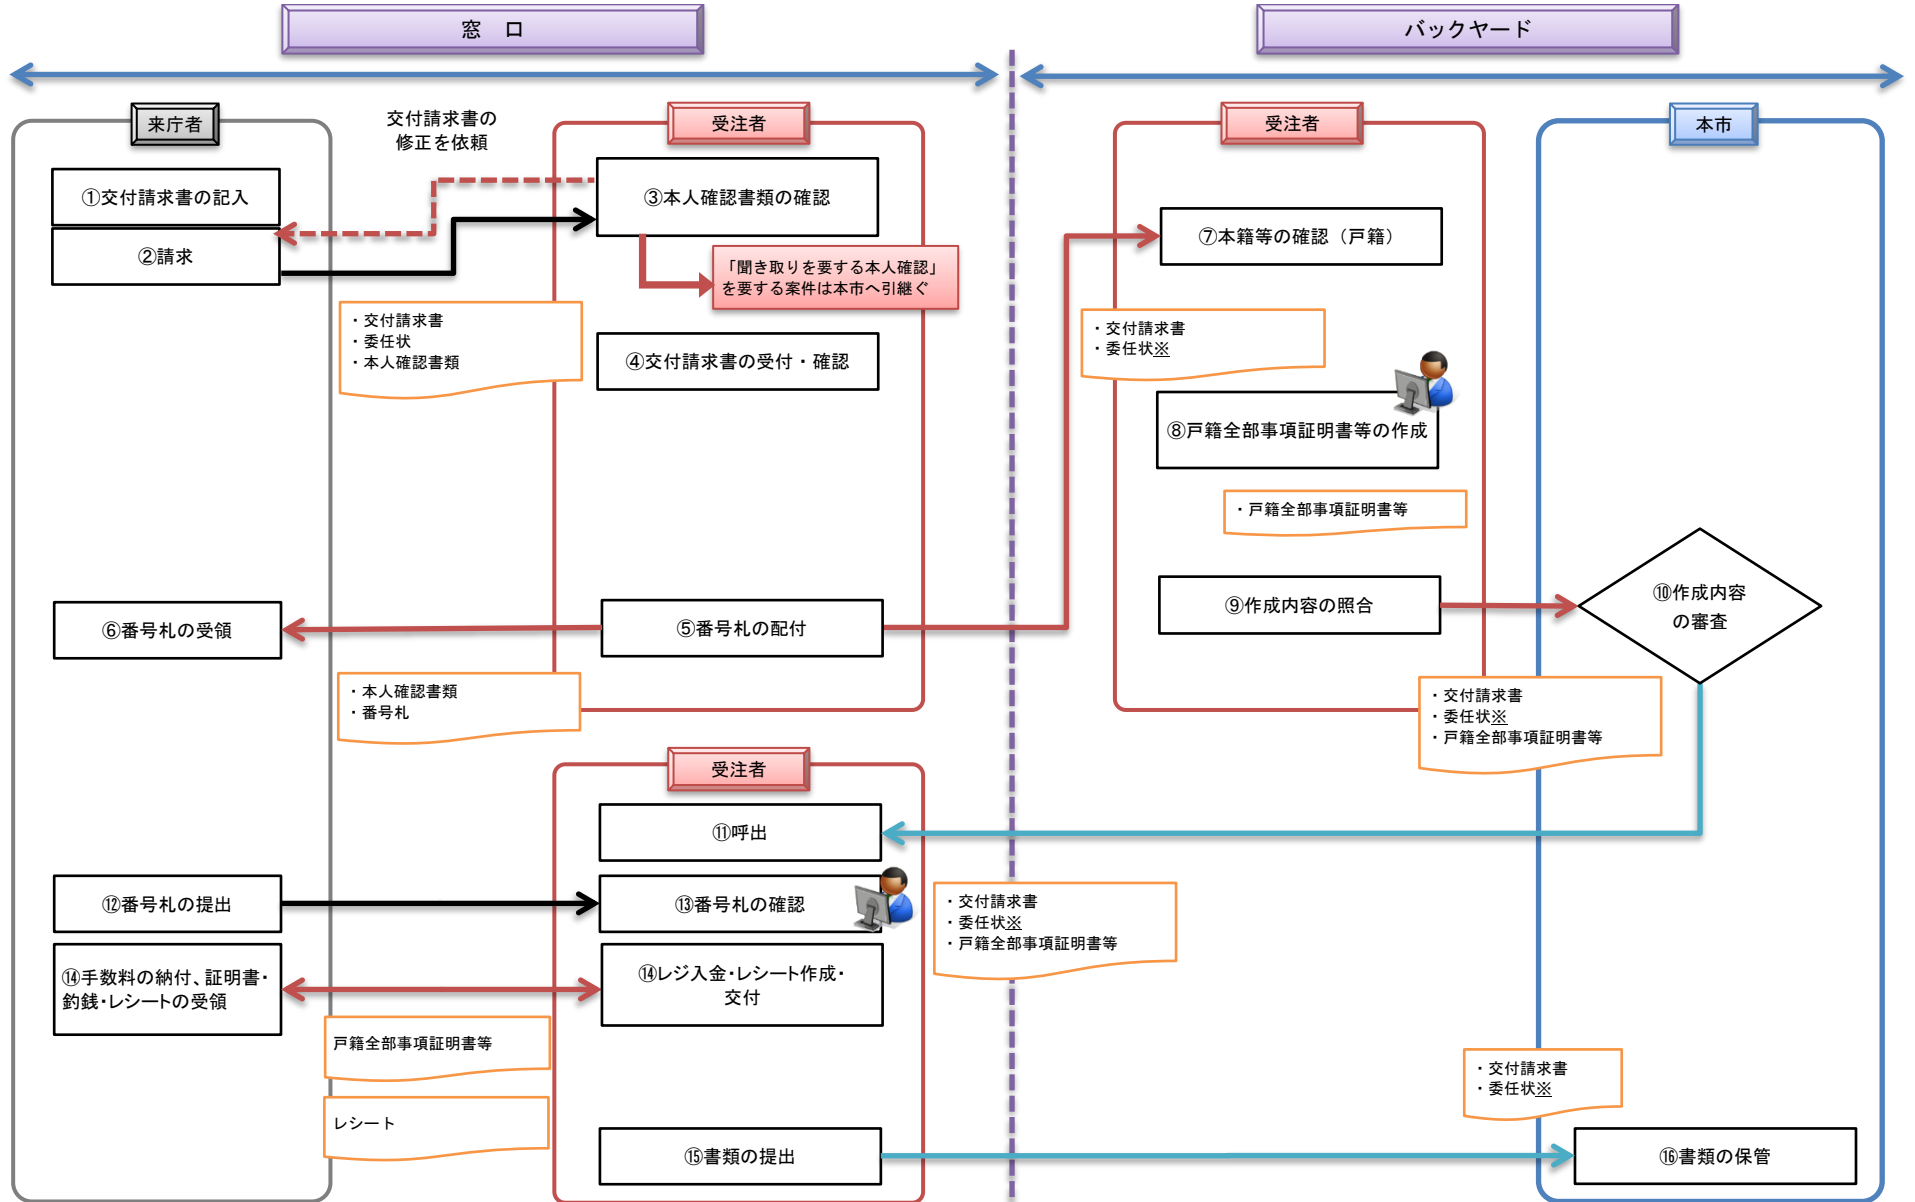 窓　口
バックヤード
来庁者
交付請求書の
修正を依頼
受注者
受注者
本市
①交付請求書の記入
②請求
③本人確認書類の確認
「聞き取りを要する本人確認」
を要する案件は本市へ引継ぐ
・交付請求書
・委任状
・本人確認書類
④交付請求書の受付・確認
⑦本籍等の確認（戸籍）
・交付請求書
・委任状※
⑧戸籍全部事項証明書等の作成
・戸籍全部事項証明書等
⑨作成内容の照合
⑩作成内容
の審査
⑥番号札の受領
⑤番号札の配付
・本人確認書類
・番号札
・交付請求書
・委任状※
・戸籍全部事項証明書等
受注者
⑪呼出
⑫番号札の提出
⑬番号札の確認
・交付請求書
・委任状※
・戸籍全部事項証明書等
⑭手数料の納付、証明書・
釣銭・レシートの受領
⑭レジ入金・レシート作成・
交付
戸籍全部事項証明書等
レシート
・交付請求書
・委任状※
⑮書類の提出
⑯書類の保管